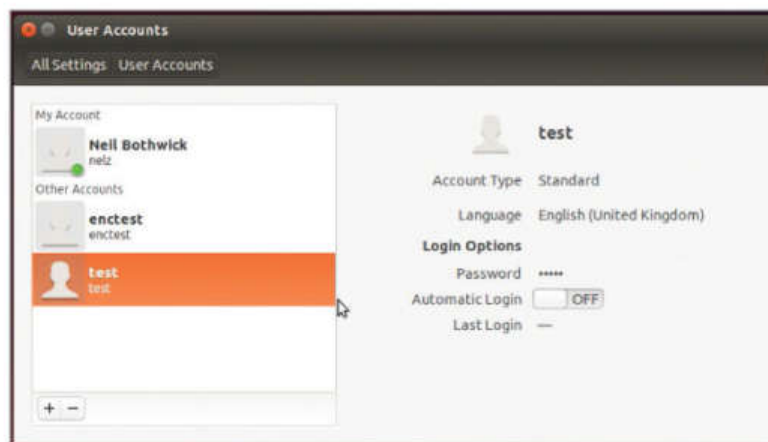 User Accounts
All Settings User Accounts
My Account
Neil Bothwick
nelz
Other Accounts
enctest
enctest
test
test
+ −
test
Account Type Standard
Language English (United Kingdom)
Login Options
Password •••••
Automatic Login OFF
Last Login —